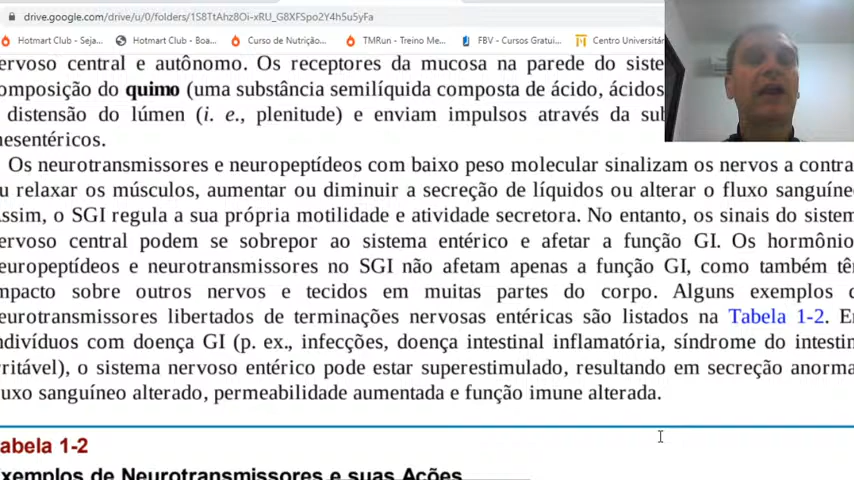 drive.google.com/drive/u/0/folders/1S8TtAhz8Oi-xRU_G8XFSpo2Y4h5u5yFa
Hotmart Club - Seja... Hotmart Club - Boa... Curso de Nutrição... TMRun - Treino Me... FBV - Cursos Gratui... Centro Universitár
ervoso central e autônomo. Os receptores da mucosa na parede do siste
omposição do quimo (uma substância semilíquida composta de ácido, ácidos
distensão do lúmen (i. e., plenitude) e enviam impulsos através da sub
esentéricos.
Os neurotransmissores e neuropeptídeos com baixo peso molecular sinalizam os nervos a contra
u relaxar os músculos, aumentar ou diminuir a secreção de líquidos ou alterar o fluxo sanguíne
ssim, o SGI regula a sua própria motilidade e atividade secretora. No entanto, os sinais do sistem
ervoso central podem se sobrepor ao sistema entérico e afetar a função GI. Os hormônio
europeptídeos e neurotransmissores no SGI não afetam apenas a função GI, como também tê
mpacto sobre outros nervos e tecidos em muitas partes do corpo. Alguns exemplos d
eurotransmissores libertados de terminações nervosas entéricas são listados na Tabela 1-2. E
ndivíduos com doença GI (p. ex., infecções, doença intestinal inflamatória, síndrome do intestin
rritável), o sistema nervoso entérico pode estar superestimulado, resultando em secreção anorma
uxo sanguíneo alterado, permeabilidade aumentada e função imune alterada.
abela 1-2
xemplos de Neurotransmissores e suas Ações